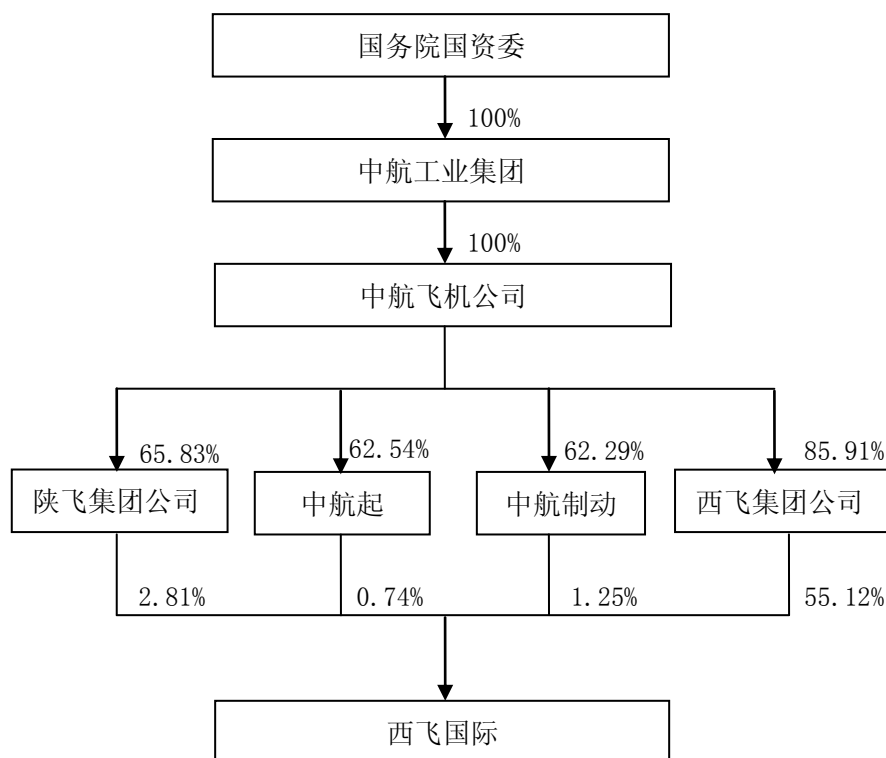 国务院国资委
100%
中航工业集团
100%
中航飞机公司
65.83%
62.54%
62.29%
85.91%
陕飞集团公司
中航起
中航制动
西飞集团公司
2.81%
0.74%
1.25%
55.12%
西飞国际